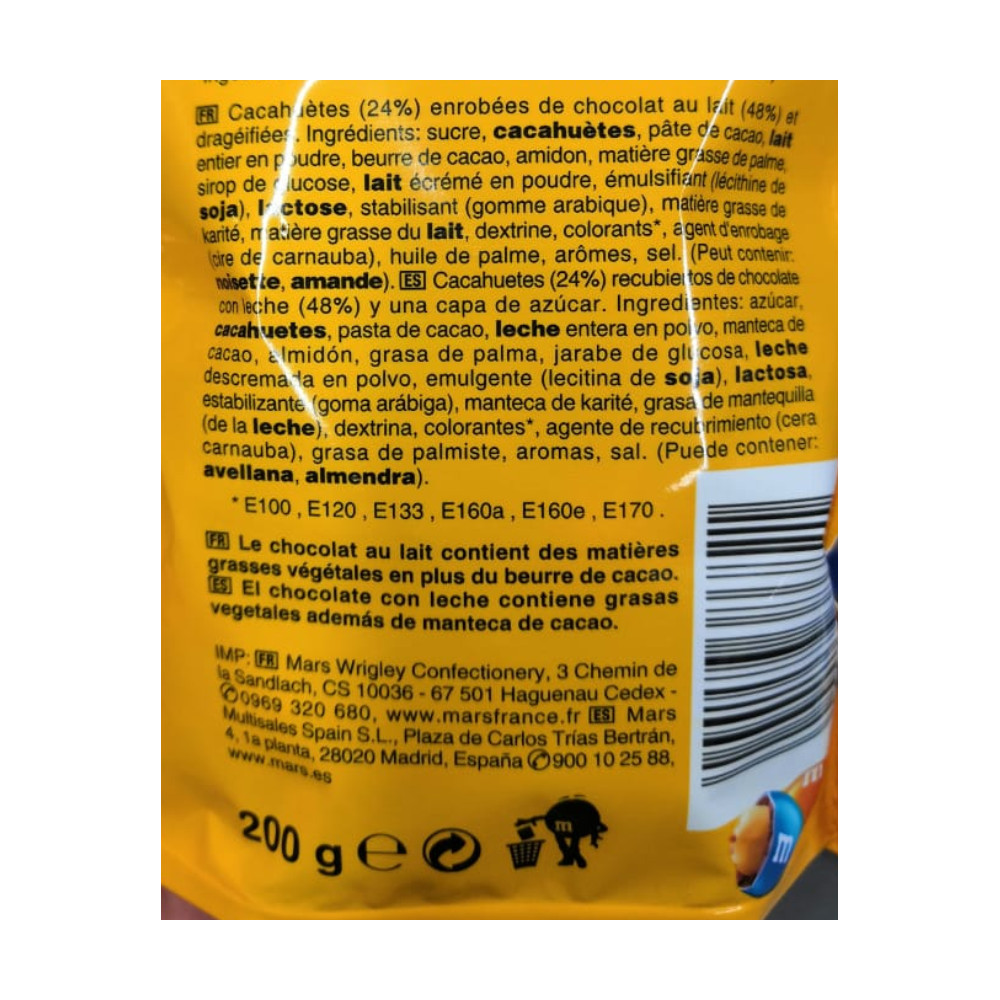 FR Cacahuètes (24%) enrobées de chocolat au lait (48%) et
dragéifiées. Ingrédients: sucre, cacahuètes, pâte de cacao, lait
entier en poudre, beurre de cacao, amidon, matière grasse de palme,
sirop de glucose, lait écrémé en poudre, émulsifiant (lécithine de
soja), lactose, stabilisant (gomme arabique), matière grasse de
karité, matière grasse du lait, dextrine, colorants*, agent d'enrobage
(cire de carnauba), huile de palme, arômes, sel. (Peut contenir:
noisette, amande). ES Cacahuetes (24%) recubiertos de chocolate
con leche (48%) y una capa de azúcar. Ingredientes: azúcar,
cacahuetes, pasta de cacao, leche entera en polvo, manteca de
cacao, almidón, grasa de palma, jarabe de glucosa, leche
descremada en polvo, emulgente (lecitina de soja), lactosa,
estabilizante (goma arábiga), manteca de karité, grasa de mantequilla
(de la leche), dextrina, colorantes*, agente de recubrimiento (cera
carnauba), grasa de palmiste, aromas, sal. (Puede contener:
avellana, almendra).
* E100 , E120 , E133 , E160a , E160e , E170 .
FR Le chocolat au lait contient des matières
grasses végétales en plus du beurre de cacao.
ES El chocolate con leche contiene grasas
vegetales además de manteca de cacao.
IMP: FR Mars Wrigley Confectionery, 3 Chemin de
la Sandlach, CS 10036 - 67 501 Haguenau Cedex -
✆0969 320 680, www.marsfrance.fr ES Mars
Multisales Spain S.L., Plaza de Carlos Trías Bertrán,
4, 1a planta, 28020 Madrid, España ✆900 10 25 88,
www.mars.es
200 g ℮
m
m